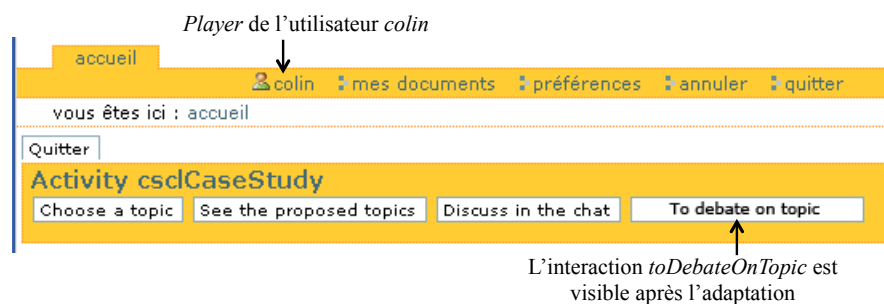 Player de l’utilisateur colin
accueil
colin mes documents préférences annuler quitter
vous êtes ici : accueil
Quitter
Activity csclCaseStudy
Choose a topic See the proposed topics Discuss in the chat To debate on topic
L’interaction toDebateOnTopic est
visible après l’adaptation